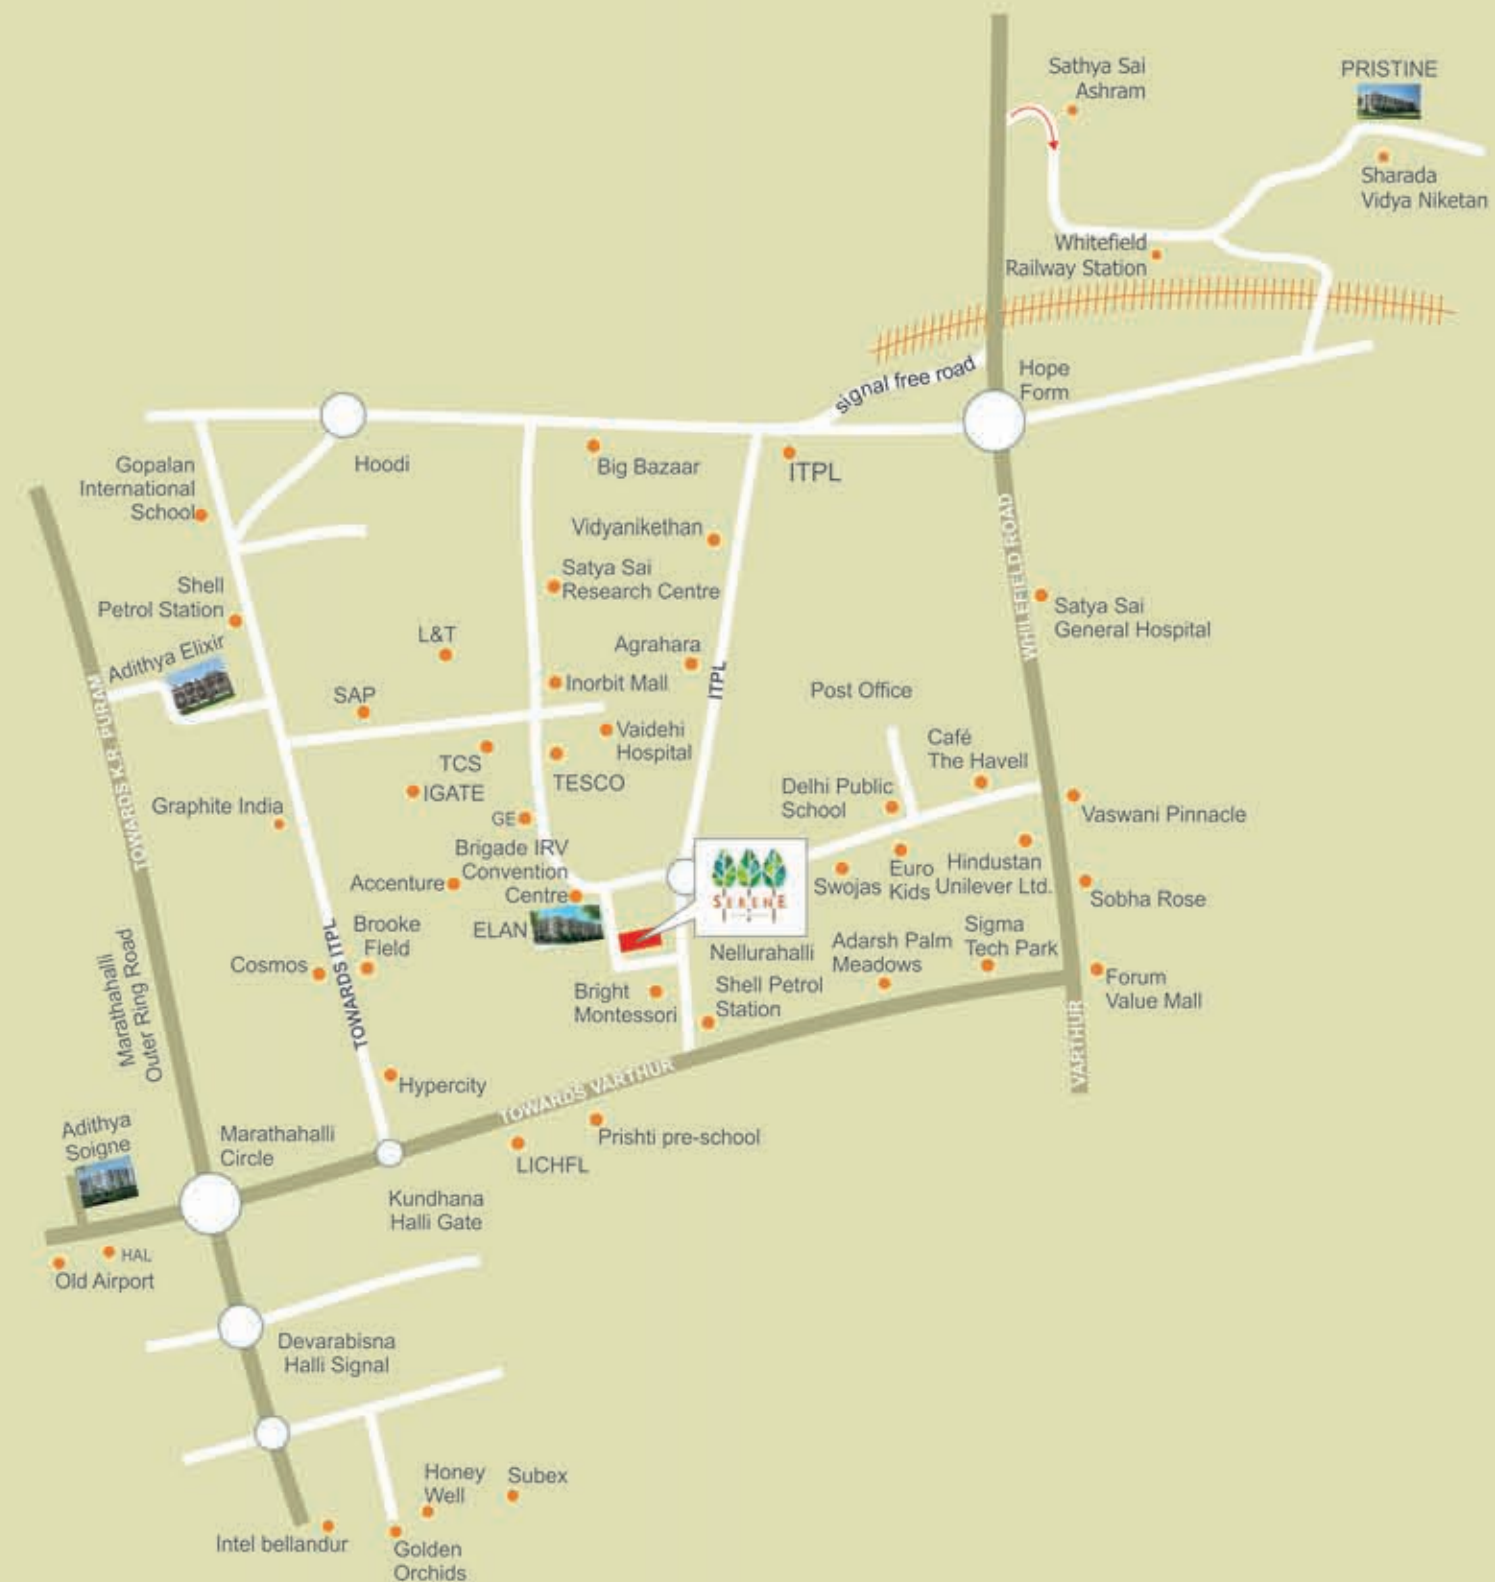 Sathya Sai
Ashram
PRISTINE
Sharada
Vidya Niketan
Whitefield
Railway Station
signal free road
Hope
Form
Hoodi
Gopalan
International
School
Big Bazaar
ITPL
Vidyanikethan
WHITEFIELD ROAD
Satya Sai
Research Centre
Shell
Petrol Station
Satya Sai
General Hospital
L&T
Agrahara
Adithya Elixir
Inorbit Mall
ITPL
SAP
Post Office
TOWARDS K.R. PURAM
Vaidehi
Hospital
Café
The Havell
TCS
TESCO
IGATE
Delhi Public
School
Graphite India
GE
Vaswani Pinnacle
Brigade IRV
Convention
Centre
Accenture
SERENE
Swojas
Euro
Kids
Hindustan
Unilever Ltd.
Sobha Rose
Brooke
Field
ELAN
Nellurahalli
Adarsh Palm
Meadows
Sigma
Tech Park
Cosmos
TOWARDS ITPL
Marathahalli
Outer Ring Road
Bright
Montessori
Shell Petrol
Station
Forum
Value Mall
VARTHUR
Hypercity
TOWARDS VARTHUR
Adithya
Soigne
Marathahalli
Circle
Prishti pre-school
LICHFL
Kundhana
Halli Gate
HAL
Old Airport
Devarabisna
Halli Signal
Honey
Well
Subex
Intel bellandur
Golden
Orchids